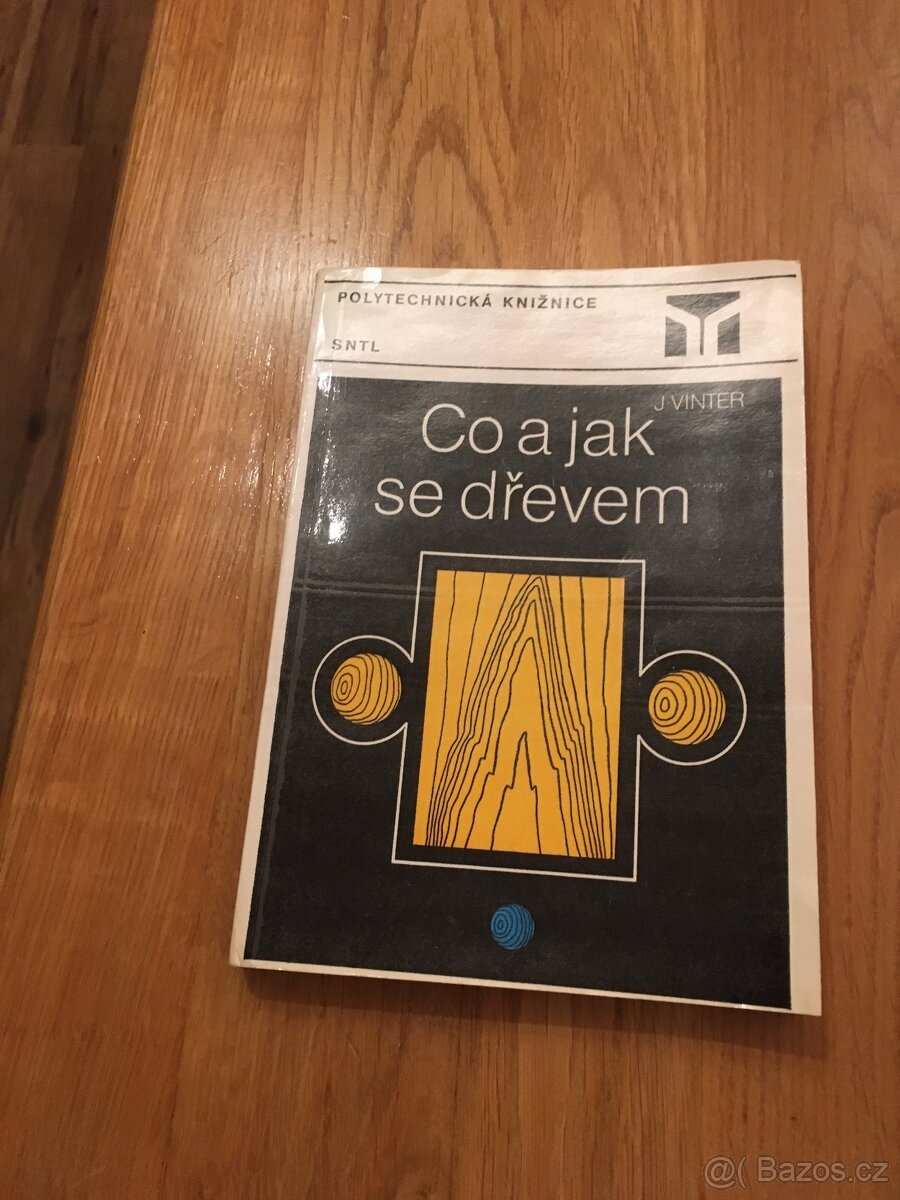 POLYTECHNICKÁ KNIŽNICE
SNTL
J VINTER
Co a jak
se dřevem
@( Bazos.cz